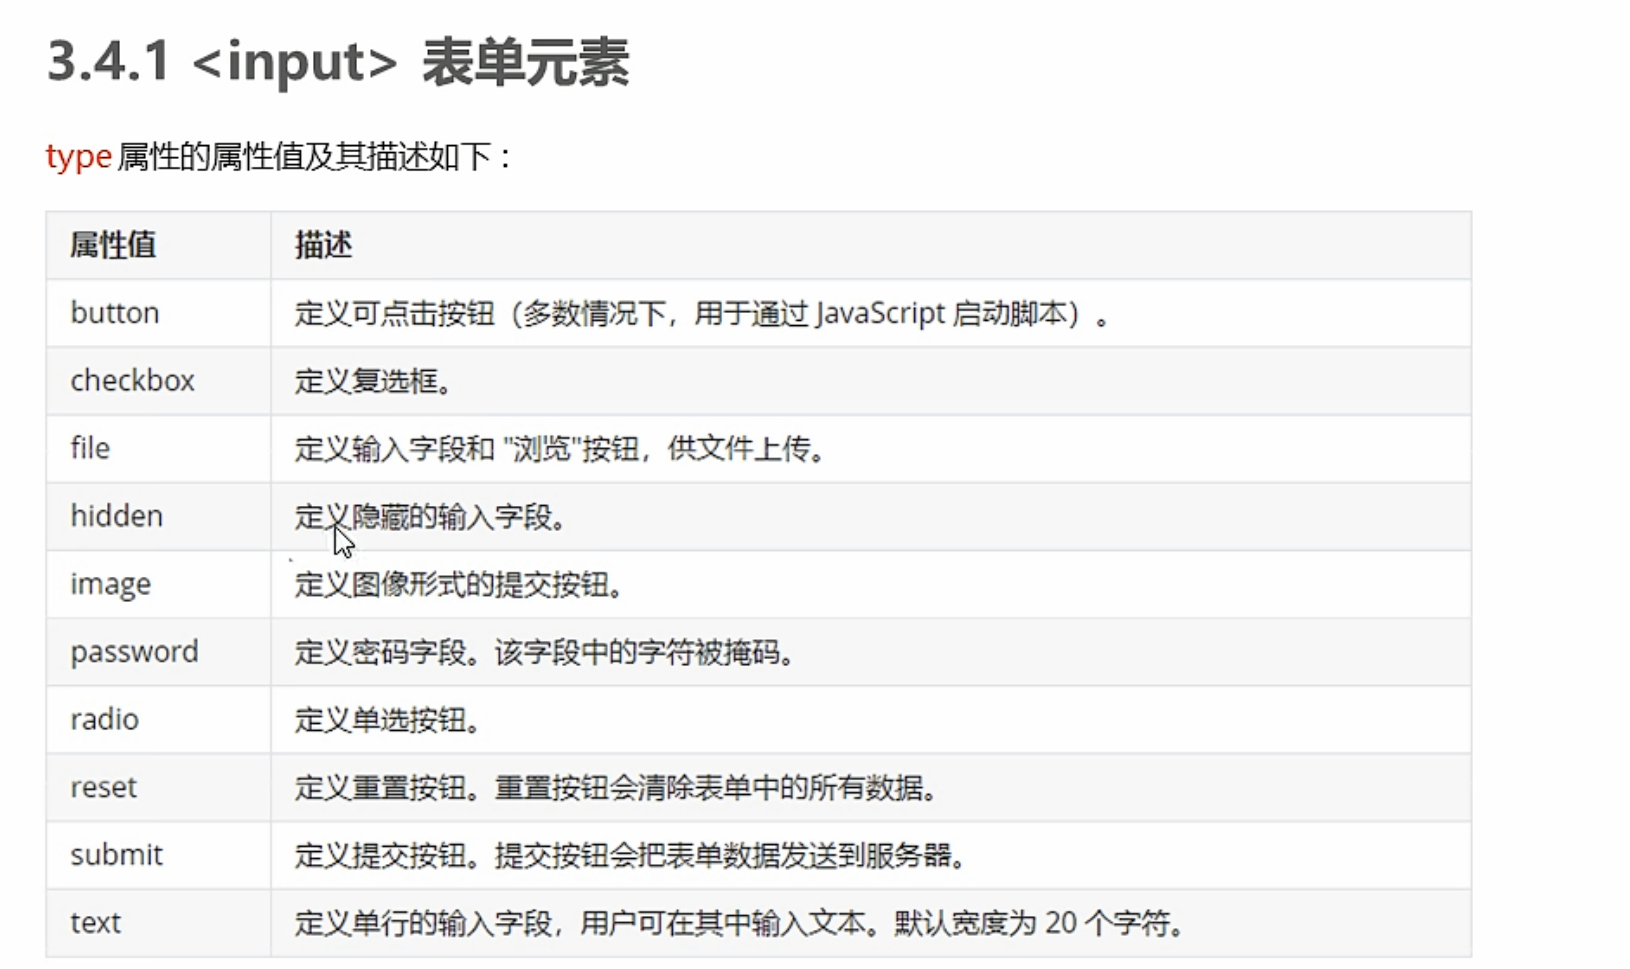 3.4.1 <input> 表单元素
type 属性的属性值及其描述如下：
属性值 描述
button 定义可点击按钮（多数情况下，用于通过 JavaScript 启动脚本）。
checkbox 定义复选框。
file 定义输入字段和 "浏览"按钮，供文件上传。
hidden 定义隐藏的输入字段。
image 定义图像形式的提交按钮。
password 定义密码字段。该字段中的字符被掩码。
radio 定义单选按钮。
reset 定义重置按钮。重置按钮会清除表单中的所有数据。
submit 定义提交按钮。提交按钮会把表单数据发送到服务器。
text 定义单行的输入字段，用户可在其中输入文本。默认宽度为 20 个字符。